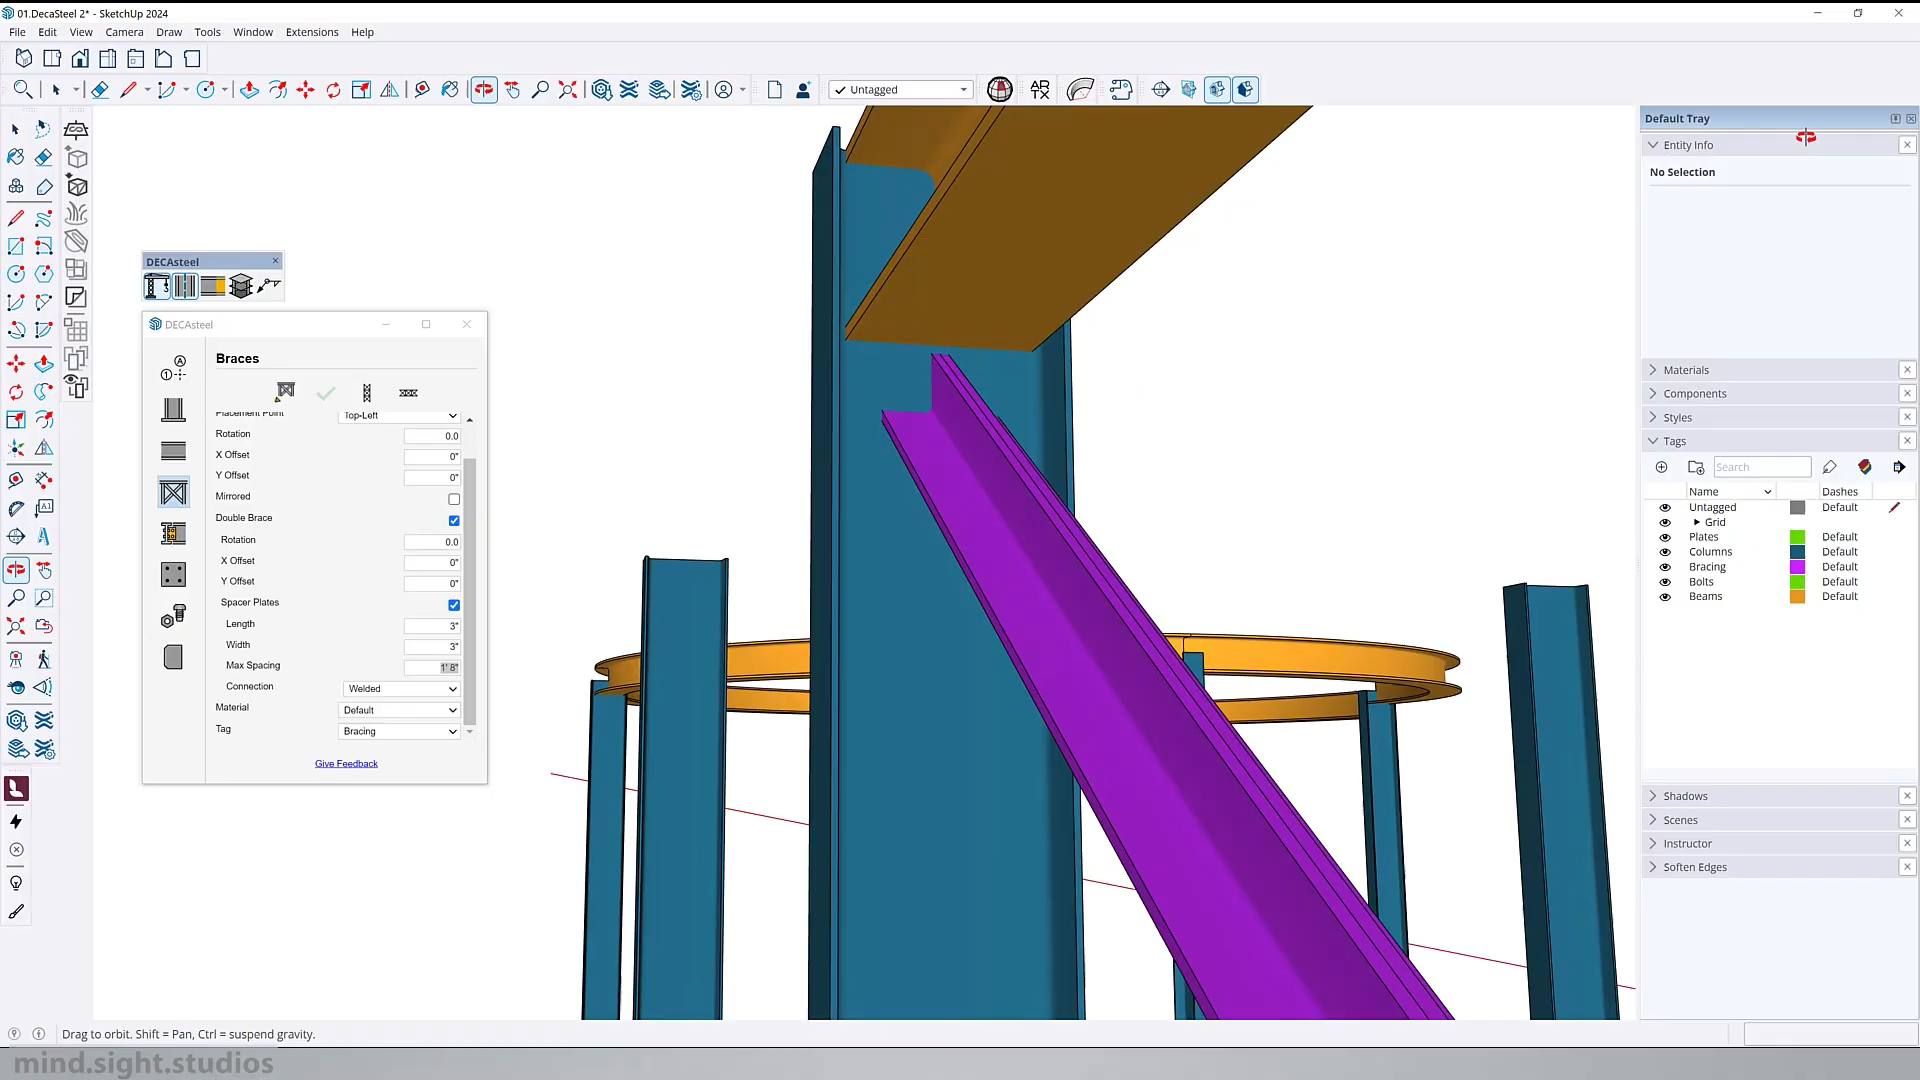 01.DecaSteel 2* - SketchUp 2024
File Edit View Camera Draw Tools Window Extensions Help
Untagged
AR
TX
Default Tray
Entity Info
No Selection
DECAsteel
DECAsteel
Braces
Placement Point Top-Left
Rotation 0.0
X Offset 0"
Y Offset 0"
Mirrored
Double Brace
Rotation 0.0
X Offset 0"
Y Offset 0"
Spacer Plates
Length 3"
Width 3"
Max Spacing 1' 8"
Connection Welded
Material Default
Tag Bracing
Give Feedback
Materials
Components
Styles
Tags
Search
Name Dashes
Untagged Default
Grid
Plates Default
Columns Default
Bracing Default
Bolts Default
Beams Default
Shadows
Scenes
Instructor
Soften Edges
Drag to orbit. Shift = Pan, Ctrl = suspend gravity.
mind.sight.studios